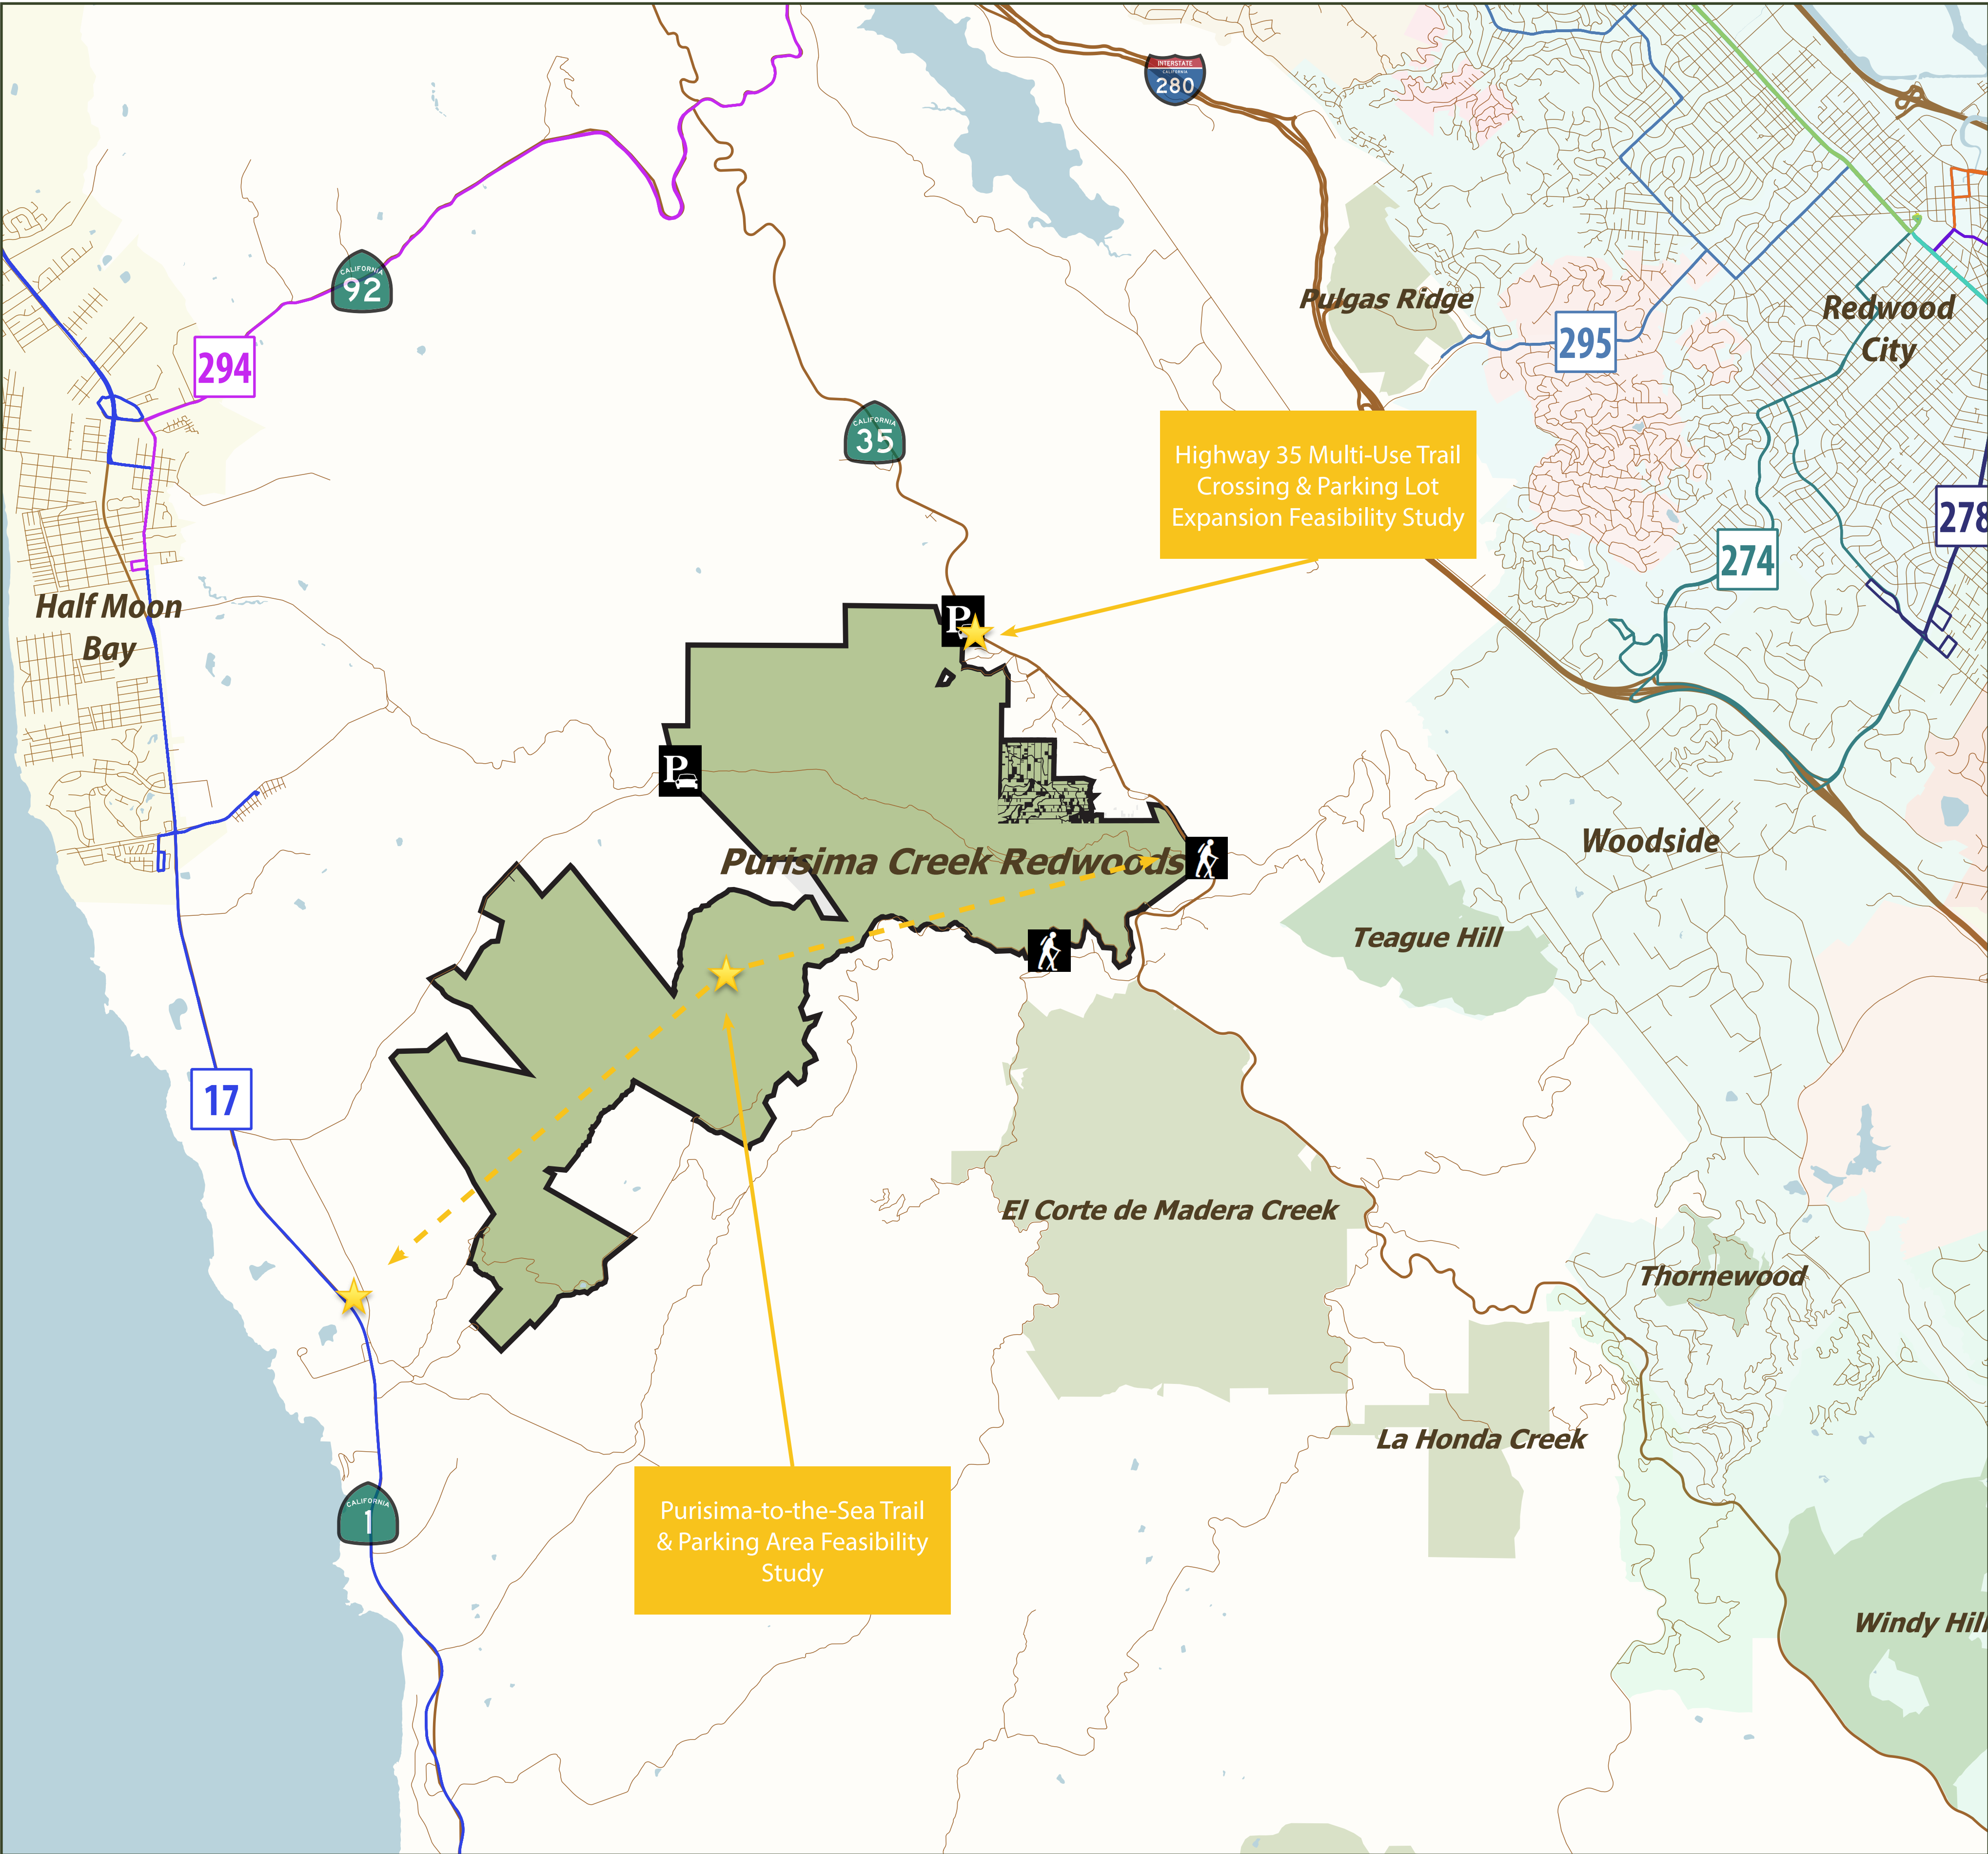 INTERSTATE
CALIFORNIA
280
CALIFORNIA
92
294
Pulgas Ridge
295
Redwood
City
CALIFORNIA
35
Highway 35 Multi-Use Trail
Crossing & Parking Lot
Expansion Feasibility Study
278
274
Half Moon
Bay
P
P
Woodside
Purisima Creek Redwoods
Teague Hill
17
El Corte de Madera Creek
Thornewood
La Honda Creek
CALIFORNIA
1
Purisima-to-the-Sea Trail
& Parking Area Feasibility
Study
Windy Hill